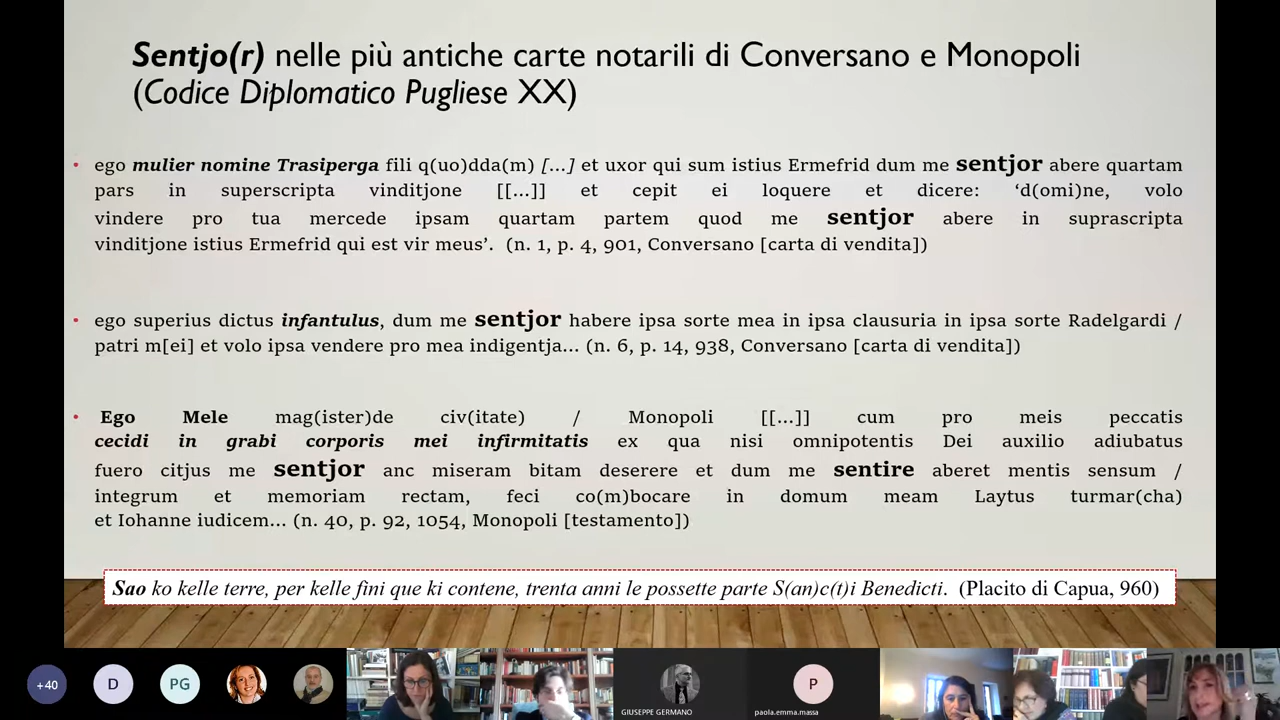 Sentjo(r) nelle più antiche carte notarili di Conversano e Monopoli
(Codice Diplomatico Pugliese XX)
• ego mulier nomine Trasiperga fili q(uo)dda(m) [...] et uxor qui sum istius Ermefrid dum me sentjor abere quartam
pars in superscripta vinditjone [[...]] et cepit ei loquere et dicere: ‘d(omi)ne, volo
vindere pro tua mercede ipsam quartam partem quod me sentjor abere in suprascripta
vinditjone istius Ermefrid qui est vir meus’. (n. 1, p. 4, 901, Conversano [carta di vendita])
• ego superius dictus infantulus, dum me sentjor habere ipsa sorte mea in ipsa clausuria in ipsa sorte Radelgardi /
patri m[ei] et volo ipsa vendere pro mea indigentja... (n. 6, p. 14, 938, Conversano [carta di vendita])
• Ego Mele mag(ister)de civ(itate) / Monopoli [[...]] cum pro meis peccatis
cecidi in grabi corporis mei infirmitatis ex qua nisi omnipotentis Dei auxilio adiubatus
fuero citjus me sentjor anc miseram bitam deserere et dum me sentire aberet mentis sensum /
integrum et memoriam rectam, feci co(m)bocare in domum meam Laytus turmar(cha)
et Iohanne iudicem... (n. 40, p. 92, 1054, Monopoli [testamento])
Sao ko kelle terre, per kelle fini que ki contene, trenta anni le possette parte S(an)c(t)i Benedicti. (Placito di Capua, 960)
+40 D PG P
GIUSEPPE GERMANO paola.emma.massa